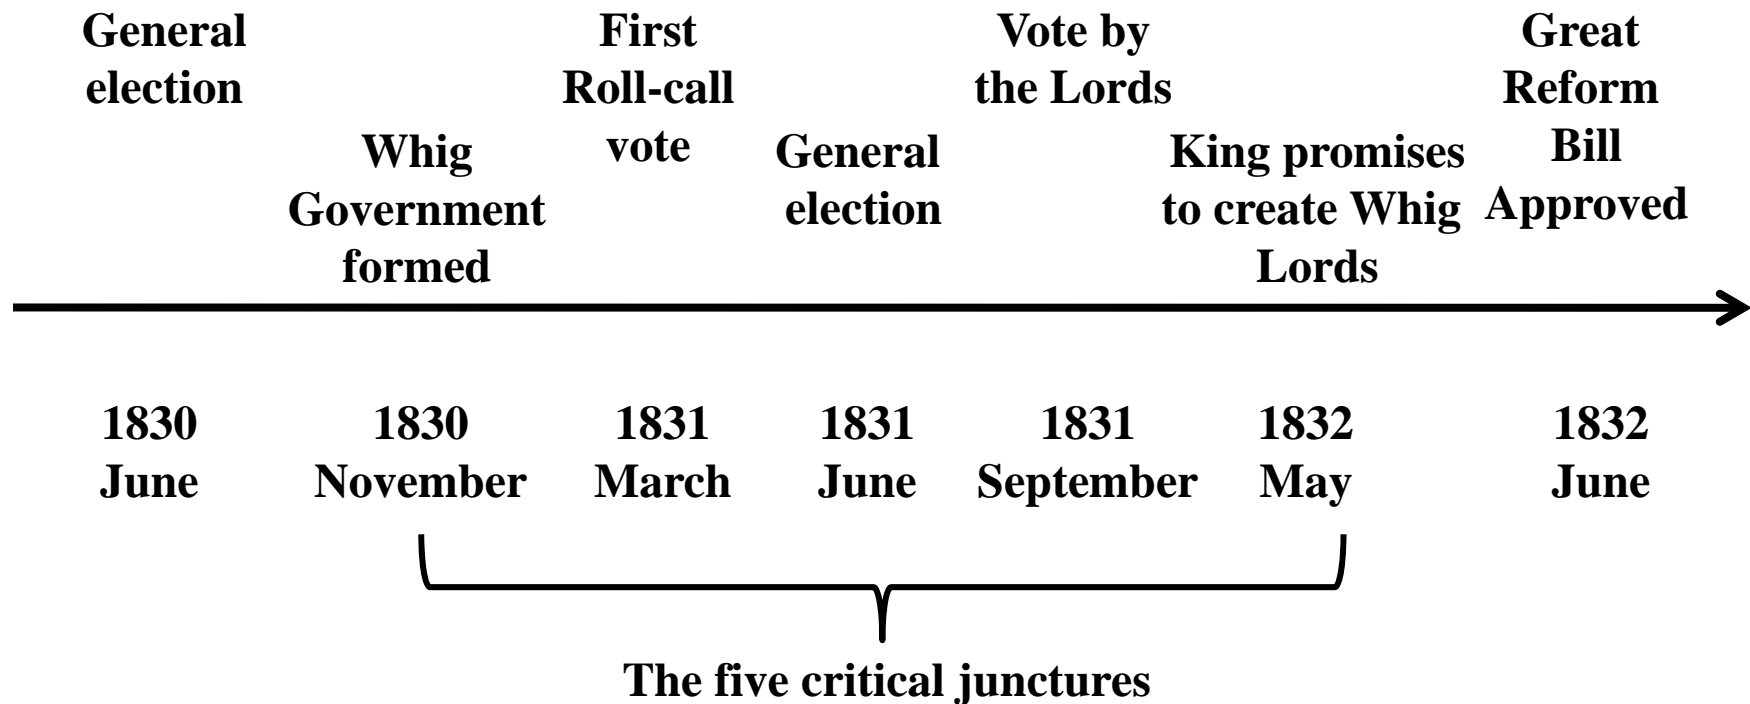 General
election
Whig
Government
formed
First
Roll-call
vote
General
election
Vote by
the Lords
King promises
to create Whig
Lords
Great
Reform
Bill
Approved
1830
June
1830
November
1831
March
1831
June
1831
September
1832
May
1832
June
The five critical junctures